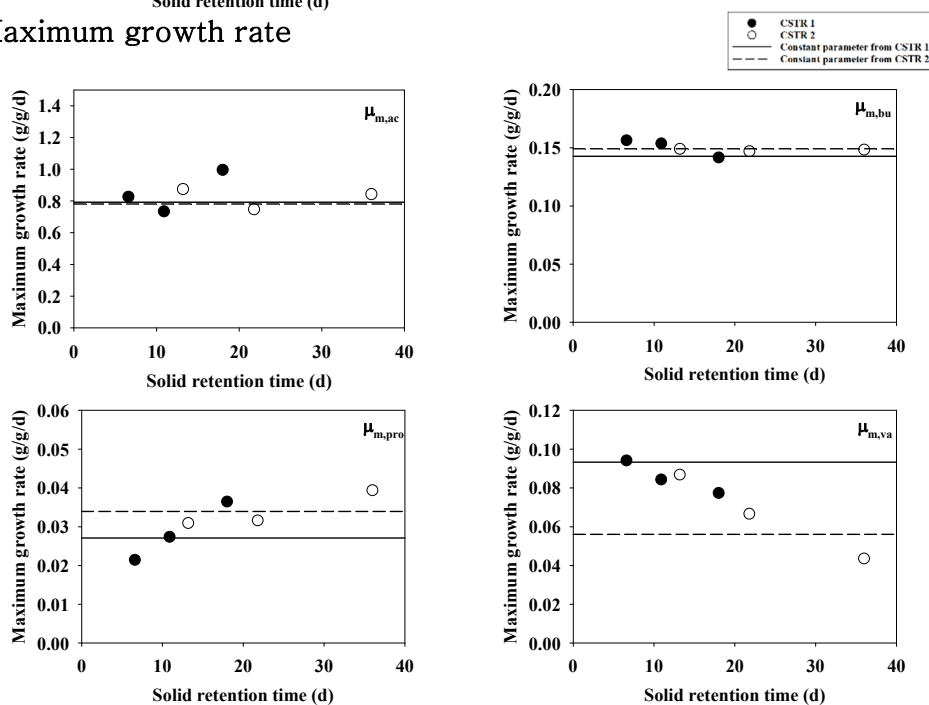 Solid retention time (d)
Maximum growth rate
CSTR 1
CSTR 2
Constant parameter from CSTR 1
Constant parameter from CSTR 2
Maximum growth rate (g/g/d)
1.4
1.2
1.0
0.8
0.6
0.4
0.2
0.0
μm,ac
0 10 20 30 40
Solid retention time (d)
Maximum growth rate (g/g/d)
0.20
0.15
0.10
0.05
0.00
μm,bu
0 10 20 30 40
Solid retention time (d)
Maximum growth rate (g/g/d)
0.06
0.05
0.04
0.03
0.02
0.01
0.00
μm,pro
0 10 20 30 40
Solid retention time (d)
Maximum growth rate (g/g/d)
0.12
0.10
0.08
0.06
0.04
0.02
0.00
μm,va
0 10 20 30 40
Solid retention time (d)